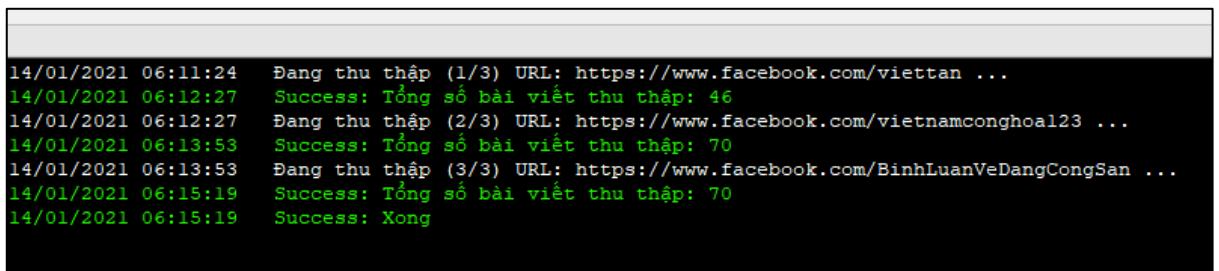 14/01/2021 06:11:24 Đang thu thập (1/3) URL: https://www.facebook.com/viettan ...
14/01/2021 06:12:27 Success: Tổng số bài viết thu thập: 46
14/01/2021 06:12:27 Đang thu thập (2/3) URL: https://www.facebook.com/vietnamconghoa123 ...
14/01/2021 06:13:53 Success: Tổng số bài viết thu thập: 70
14/01/2021 06:13:53 Đang thu thập (3/3) URL: https://www.facebook.com/BinhLuanVeDangCongSan ...
14/01/2021 06:15:19 Success: Tổng số bài viết thu thập: 70
14/01/2021 06:15:19 Success: Xong